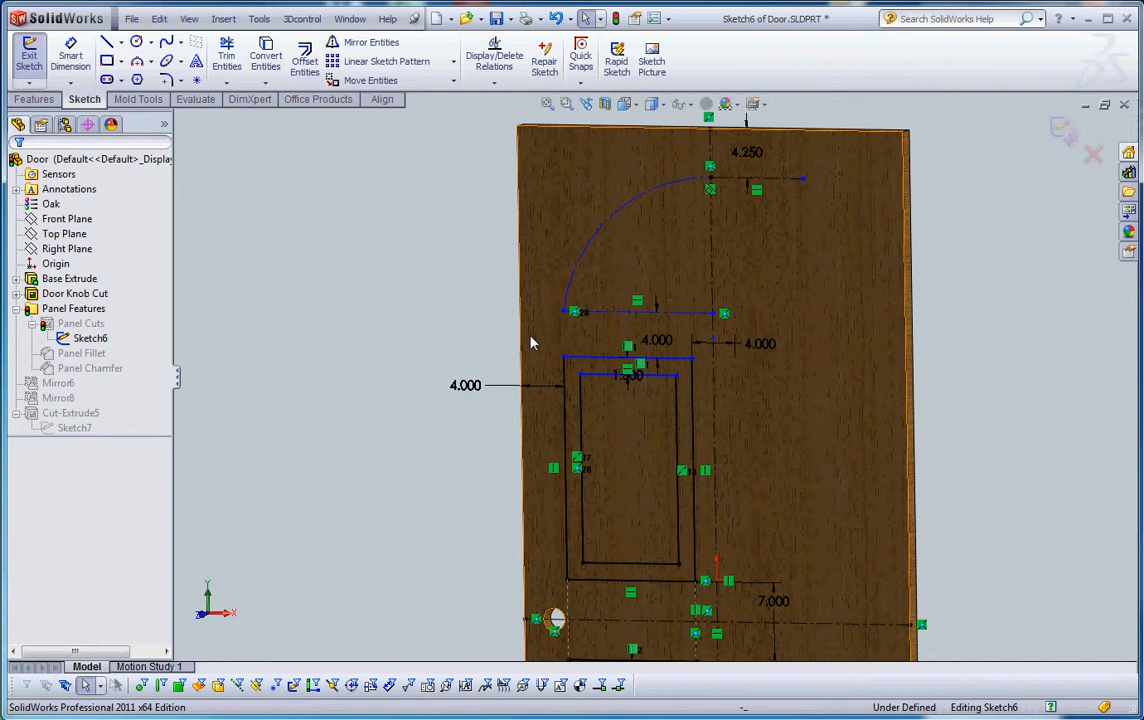 SolidWorks
File Edit View Insert Tools 3Dcontrol Window Help
Sketch6 of Door.SLDPRT *
Search SolidWorks Help
Exit Sketch
Smart Dimension
Trim Entities
Convert Entities
Offset Entities
Mirror Entities
Linear Sketch Pattern
Move Entities
Display/Delete Relations
Repair Sketch
Quick Snaps
Rapid Sketch
Sketch Picture
Features Sketch Mold Tools Evaluate DimXpert Office Products Align
Door (Default<<Default>_Display
Sensors
Annotations
Oak
Front Plane
Top Plane
Right Plane
Origin
Base Extrude
Door Knob Cut
Panel Features
Panel Cuts
Sketch6
Panel Fillet
Panel Chamfer
Mirror6
Mirror8
Cut-Extrude5
Sketch7
4.250
28
4.000
4.000
4.000
17
28
7.000
Y
X
Model Motion Study 1
SolidWorks Professional 2011 x64 Edition
Under Defined Editing Sketch6